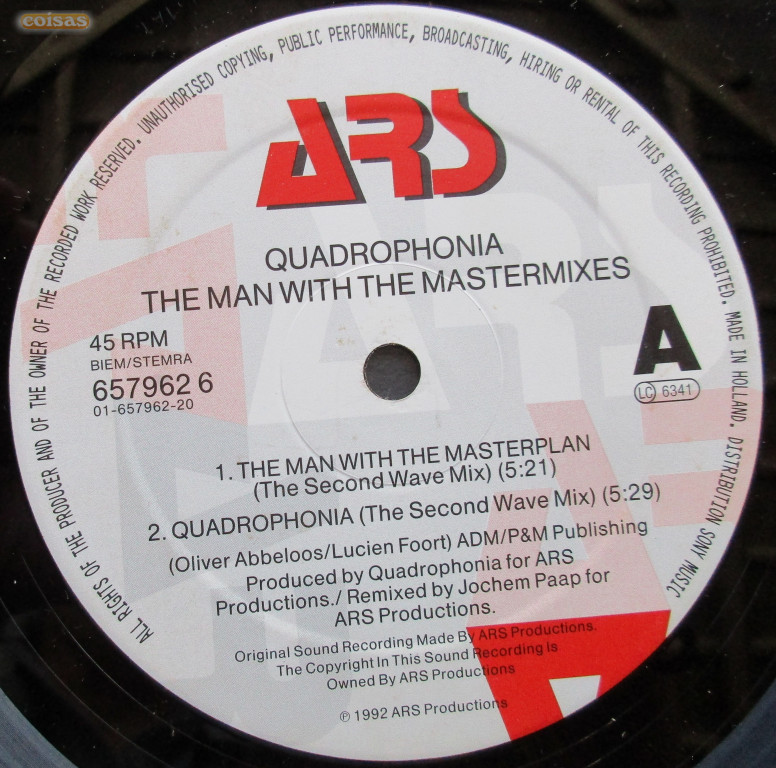 coisas
ALL RIGHTS OF THE PRODUCER AND OF THE OWNER OF THE RECORDED WORK RESERVED. UNAUTHORISED COPYING, PUBLIC PERFORMANCE, BROADCASTING, HIRING OR RENTAL OF THIS RECORDING PROHIBITED. MADE IN HOLLAND. DISTRIBUTION SONY MUSIC
ARS
QUADROPHONIA
THE MAN WITH THE MASTERMIXES
45 RPM
BIEM/STEMRA
657962 6
01-657962-20
A
LC 6341
1. THE MAN WITH THE MASTERPLAN
(The Second Wave Mix) (5:21)
2. QUADROPHONIA (The Second Wave Mix) (5:29)
(Oliver Abbeloos/Lucien Foort) ADM/P&M Publishing
Produced by Quadrophonia for ARS
Productions./ Remixed by Jochem Paap for
ARS Productions.
Original Sound Recording Made By ARS Productions.
The Copyright In This Sound Recording Is
Owned By ARS Productions
℗ 1992 ARS Productions